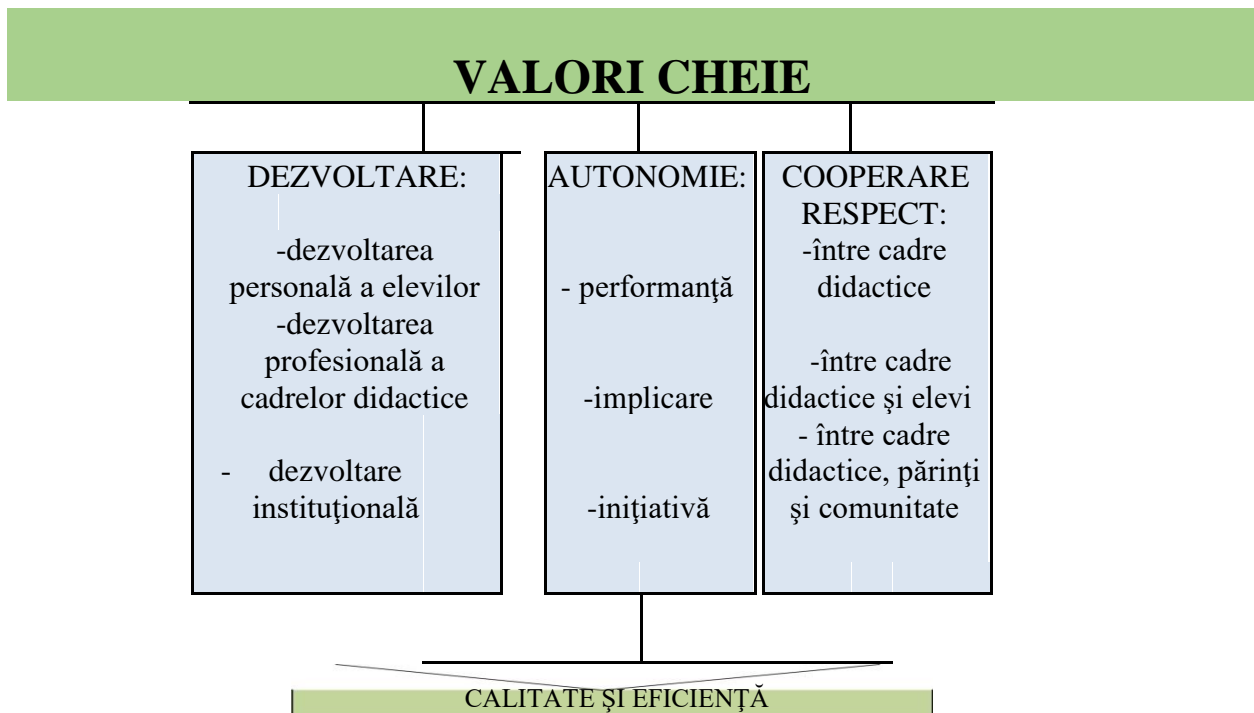 VALORI CHEIE
DEZVOLTARE:
-dezvoltarea
personală a elevilor
-dezvoltarea
profesională a
cadrelor didactice
- dezvoltare
instituţională
AUTONOMIE:
- performanţă
-implicare
-iniţiativă
COOPERARE
RESPECT:
-între cadre
didactice
-între cadre
didactice şi elevi
- între cadre
didactice, părinţi
şi comunitate
CALITATE ŞI EFICIENŢĂ